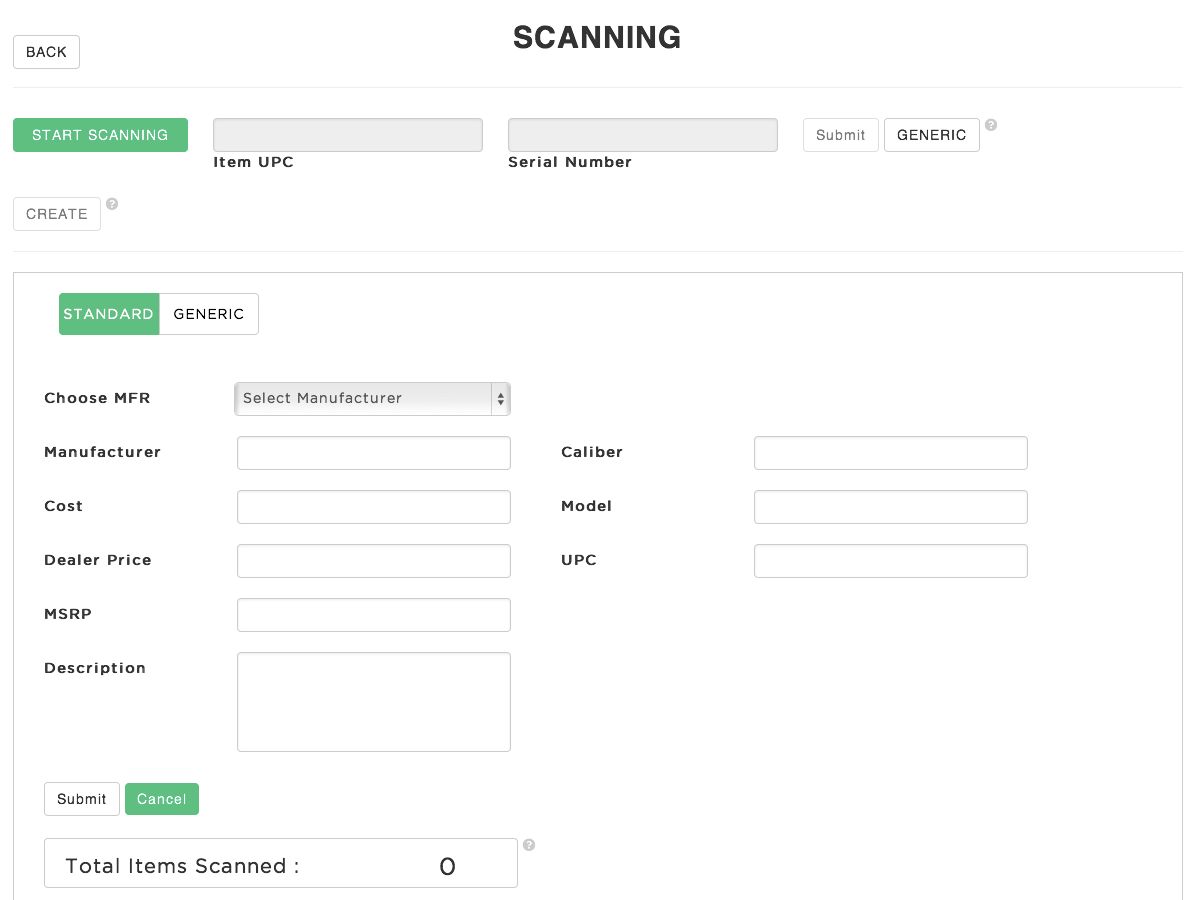 SCANNING
BACK
START SCANNING
Item UPC
Serial Number
Submit
GENERIC
?
CREATE
?
STANDARD
GENERIC
Choose MFR
Select Manufacturer
Manufacturer
Caliber
Cost
Model
Dealer Price
UPC
MSRP
Description
Submit
Cancel
Total Items Scanned : 0
?